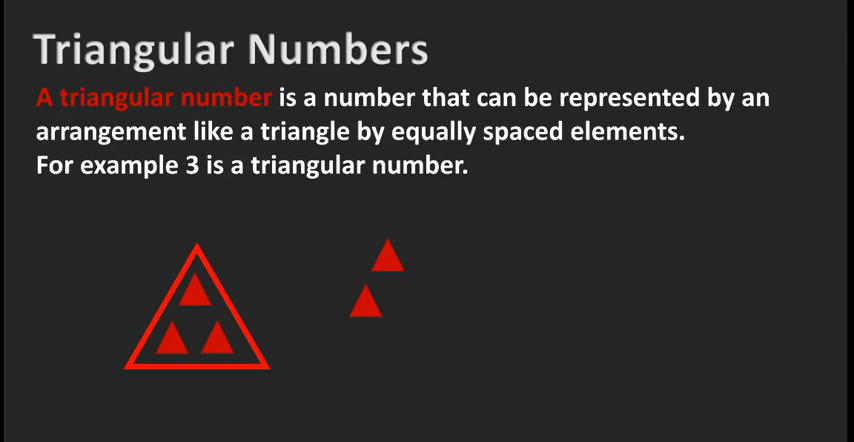 Triangular Numbers
A triangular number is a number that can be represented by an
arrangement like a triangle by equally spaced elements.
For example 3 is a triangular number.